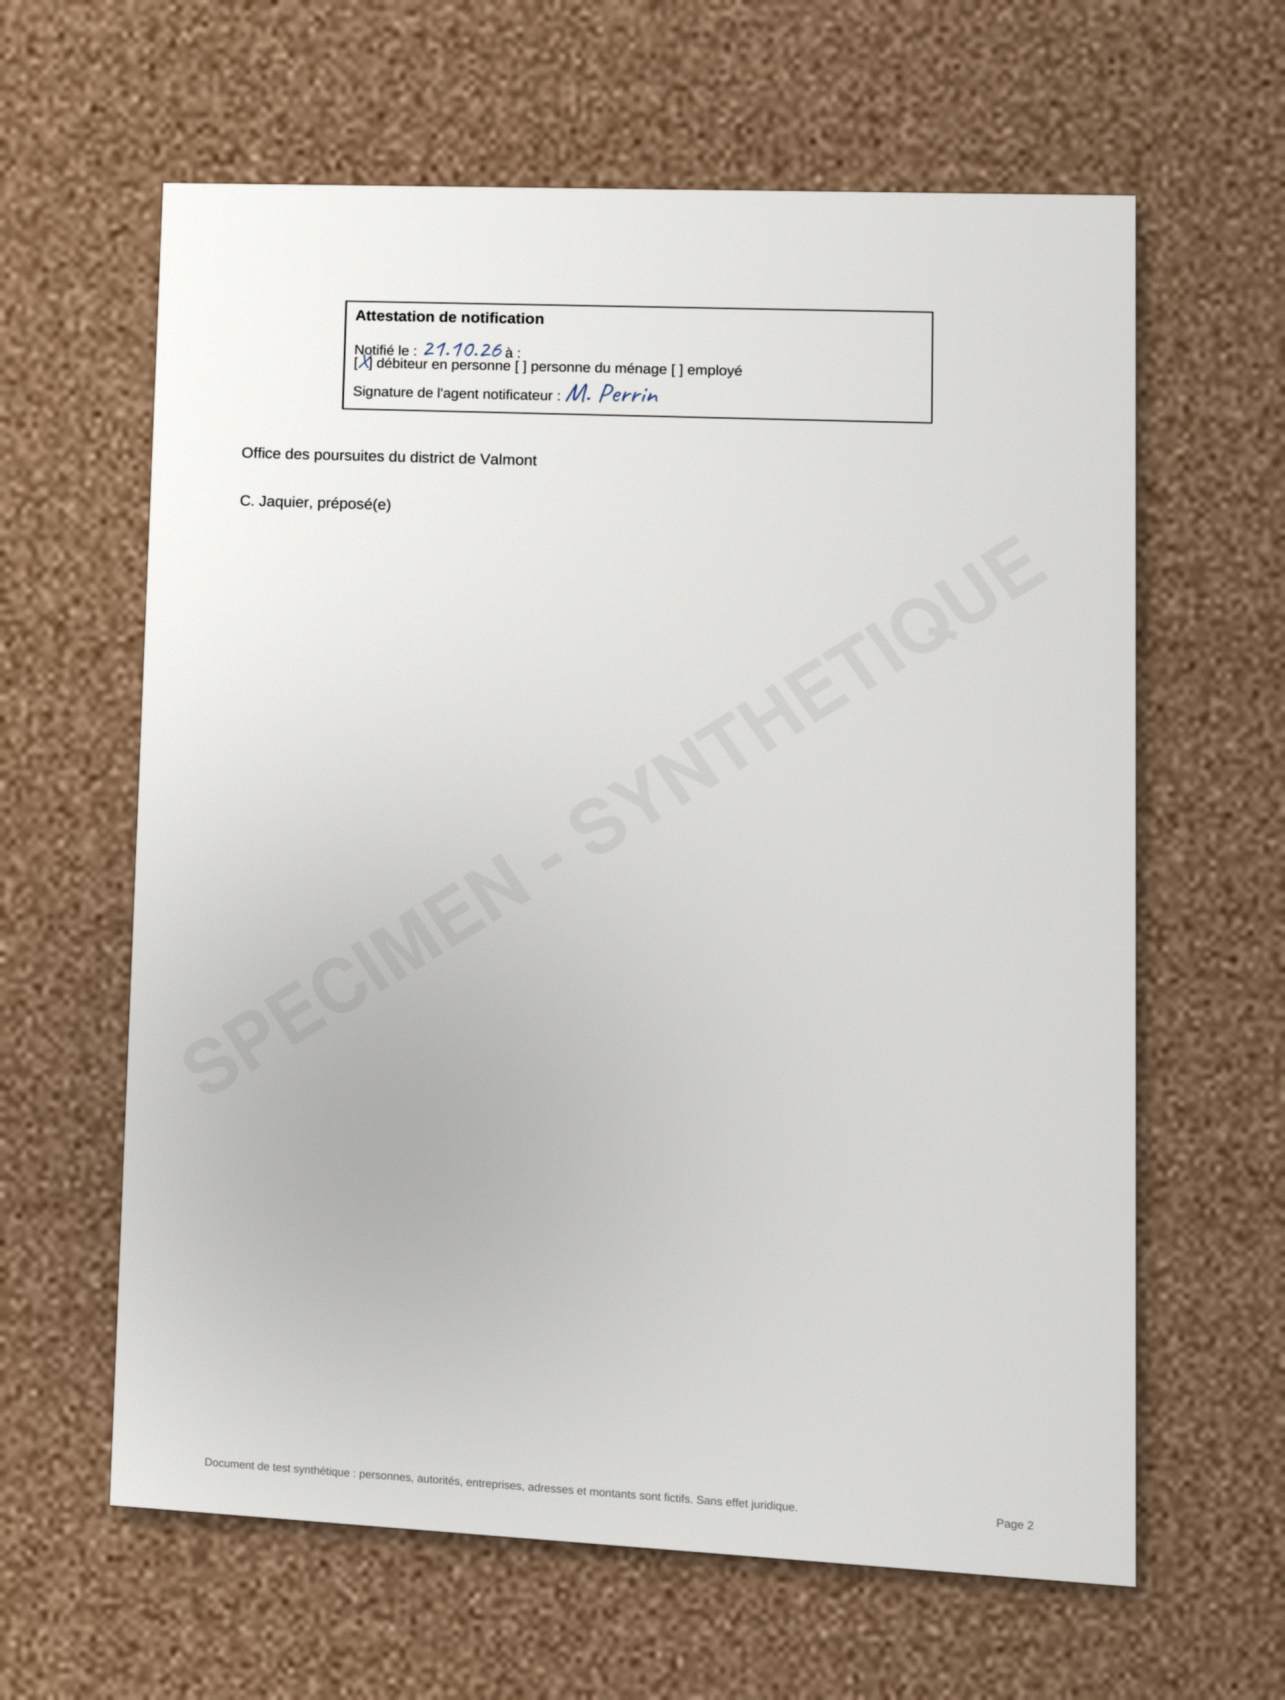 Attestation de notification
Notifié le : 21.10.26 à :
[X] débiteur en personne [ ] personne du ménage [ ] employé
Signature de l'agent notificateur : M. Perrin
Office des poursuites du district de Valmont
C. Jaquier, préposé(e)
SPECIMEN - SYNTHETIQUE
Document de test synthétique : personnes, autorités, entreprises, adresses et montants sont fictifs. Sans effet juridique.
Page 2